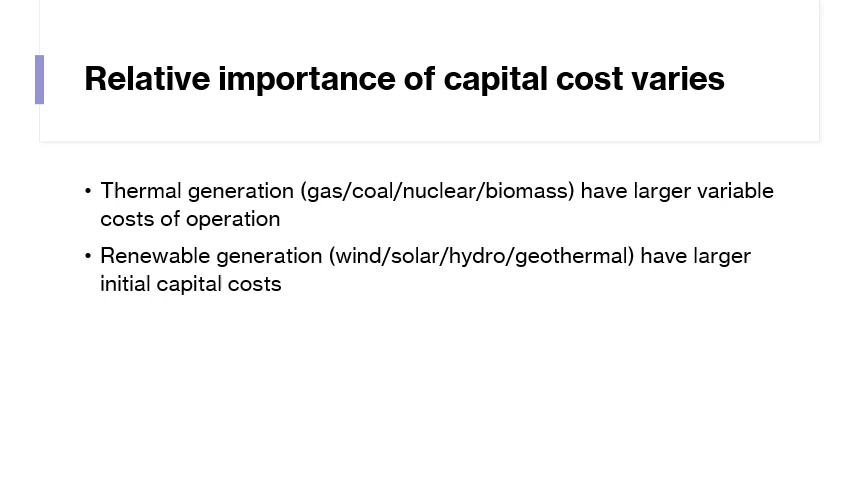 Relative importance of capital cost varies
• Thermal generation (gas/coal/nuclear/biomass) have larger variable
costs of operation
• Renewable generation (wind/solar/hydro/geothermal) have larger
initial capital costs